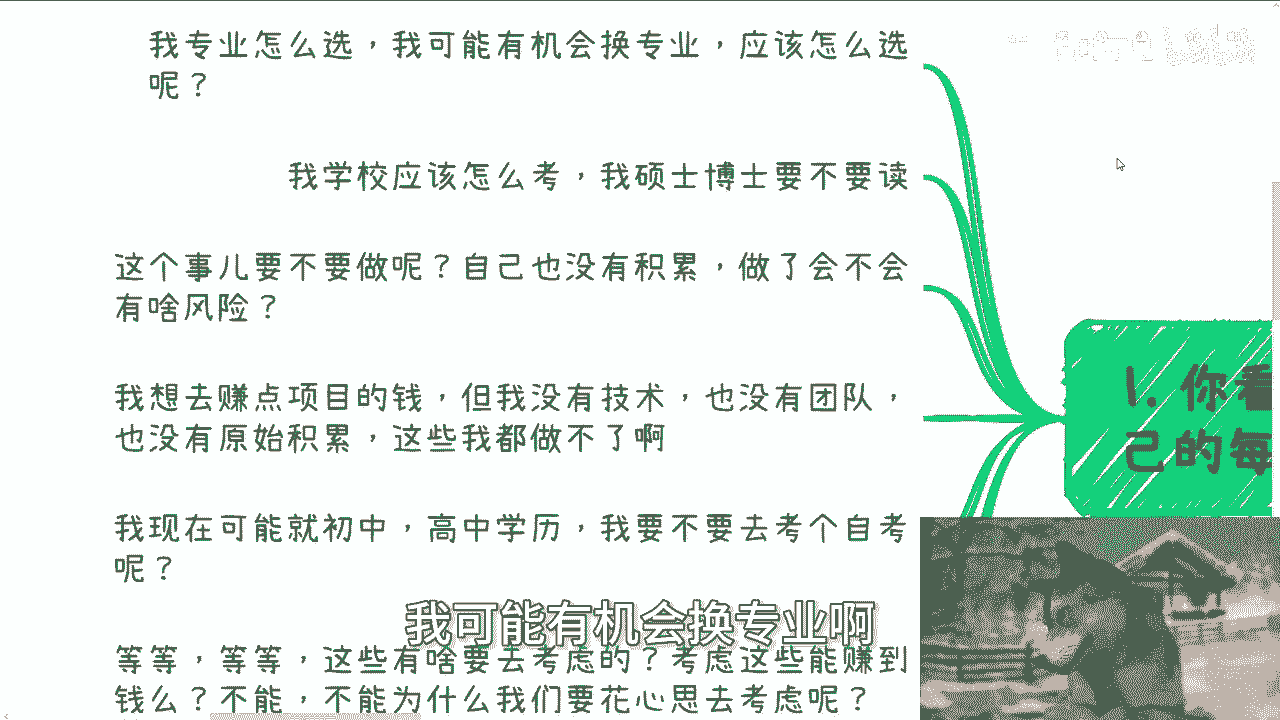 我专业怎么选，我可能有机会换专业，应该怎么选
呢？
我学校应该怎么考，我硕士博士要不要读
这个事儿要不要做呢？自己也没有积累，做了会不会
有啥风险？
我想去赚点项目的钱，但我没有技术，也没有团队，
也没有原始积累，这些我都做不了啊
1. 你看
己的每
我现在可能就初中，高中学历，我要不要去考个自考
呢？
我可能有机会换专业啊
等等，等等，这些有啥要去考虑的？考虑这些能赚到
钱么？不能，不能为什么我们要花心思去考虑呢？